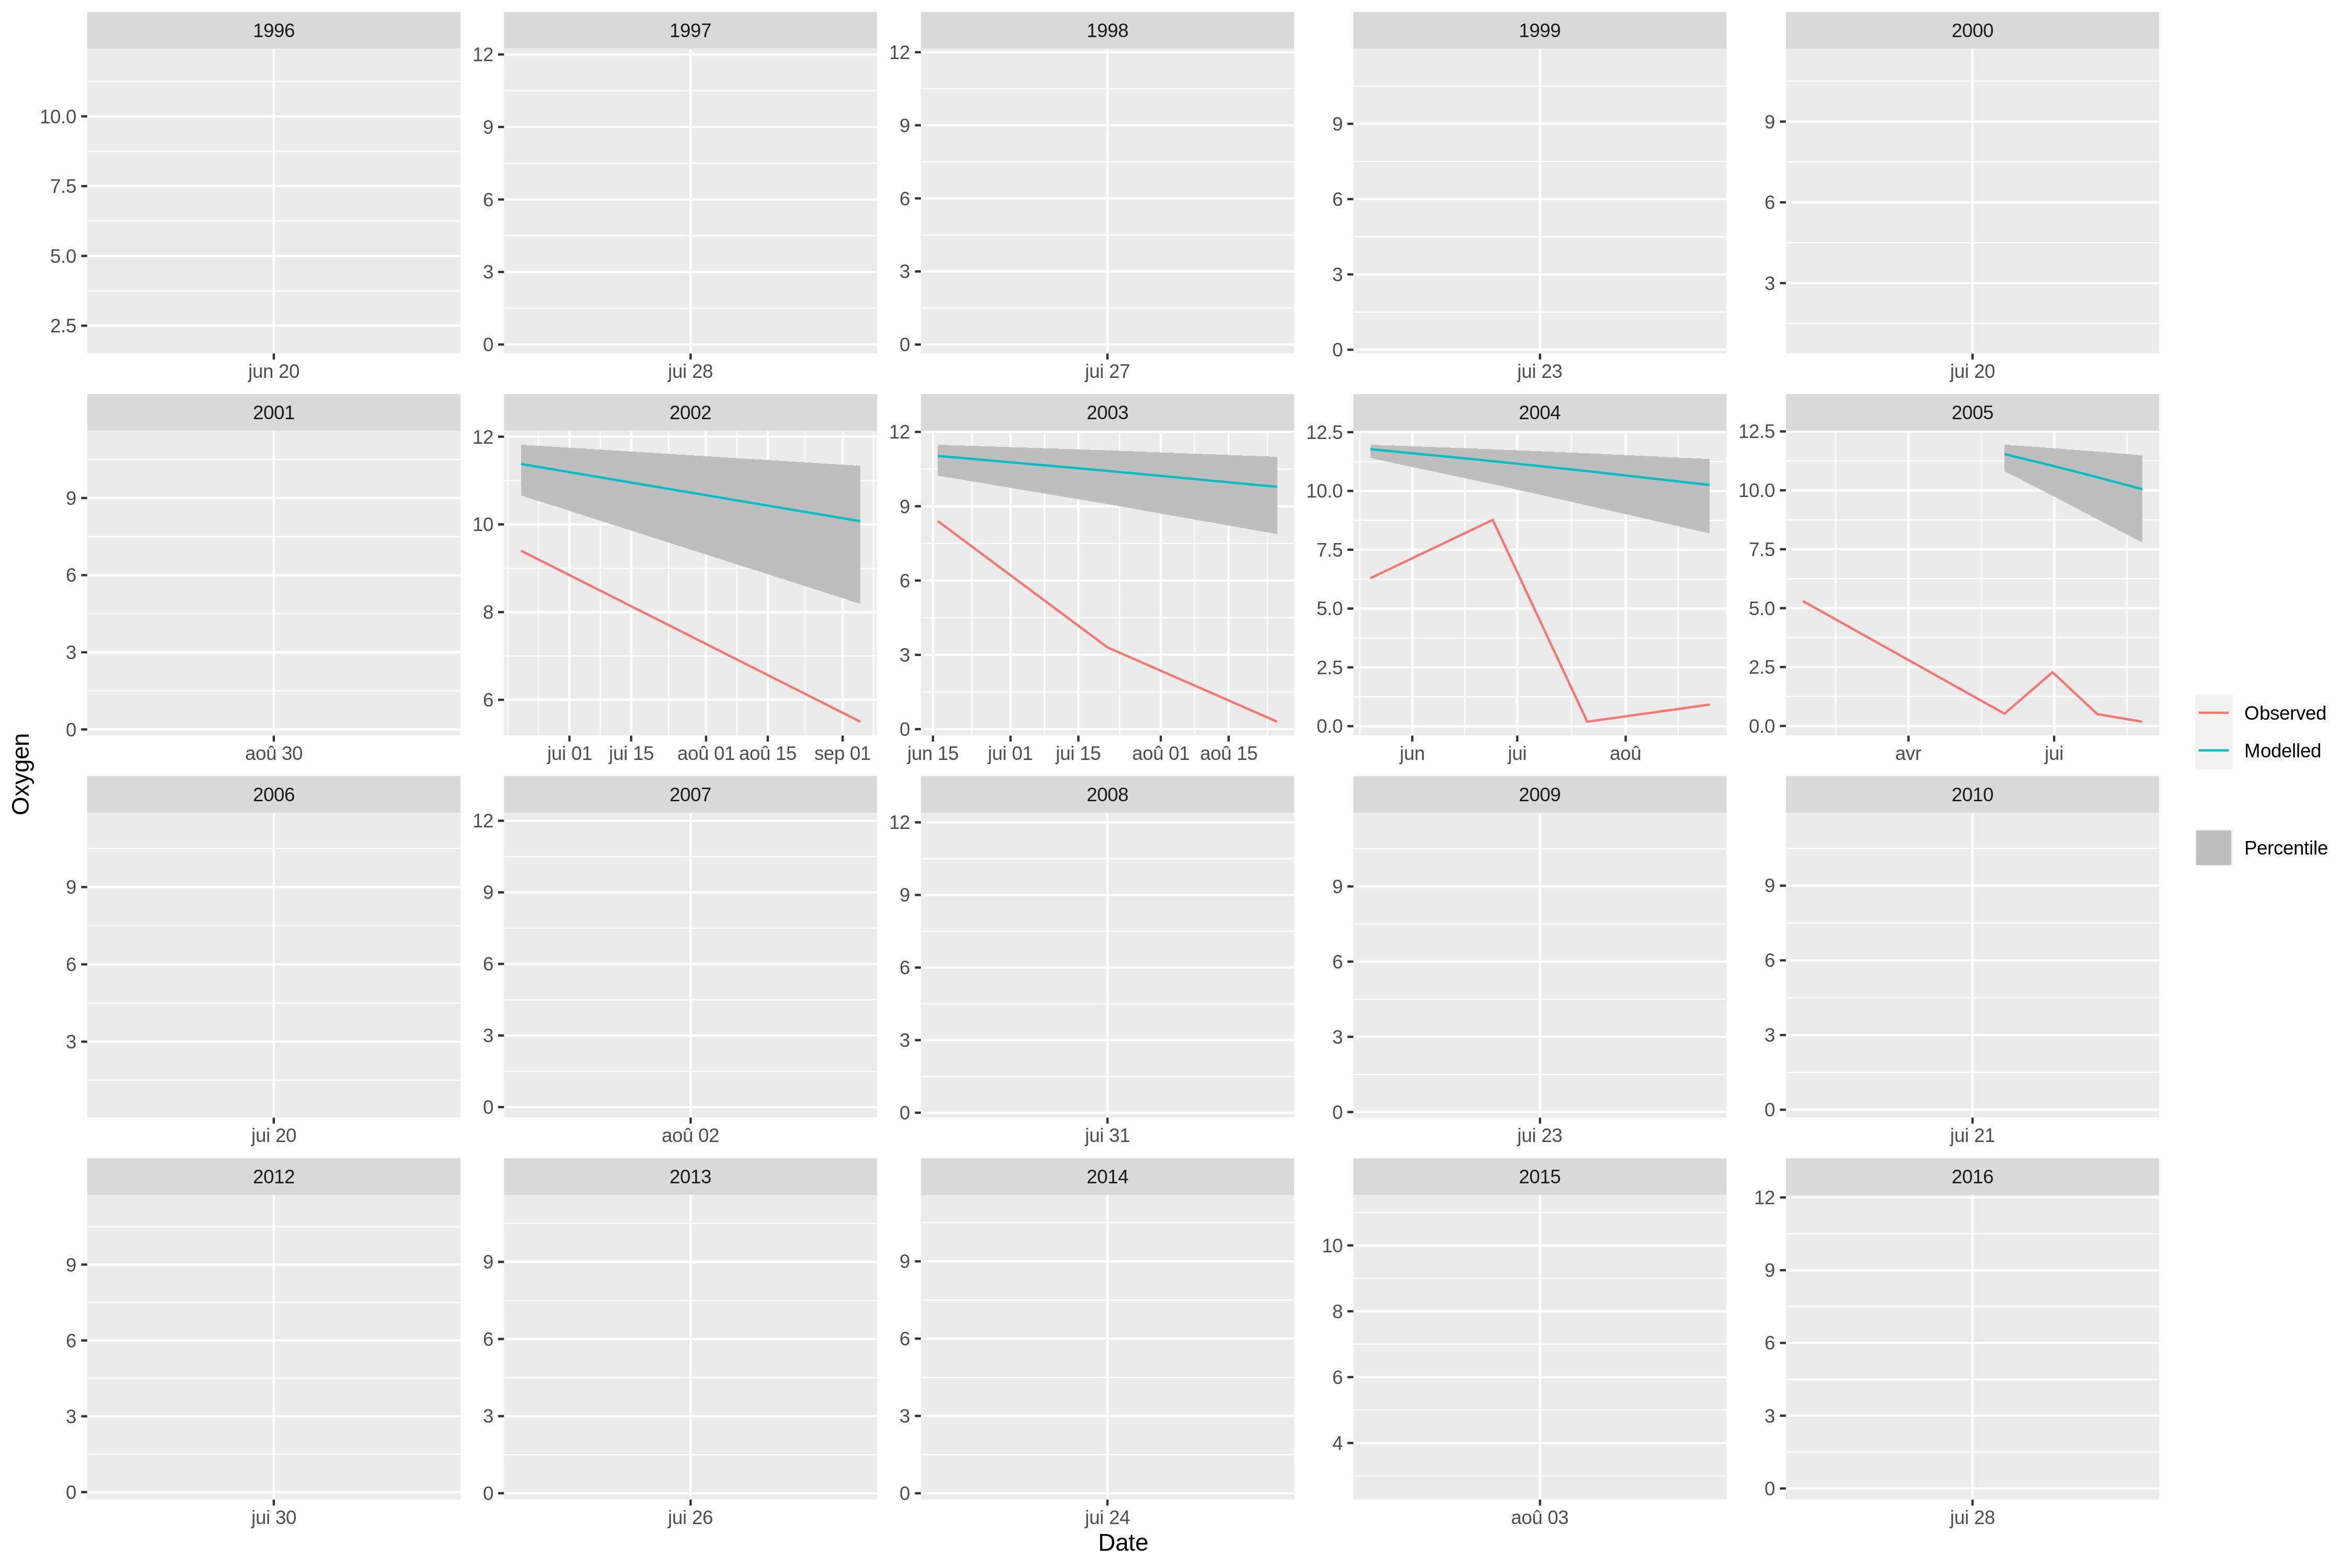 1996 1997 1998 1999 2000
10.0 7.5 5.0 2.5
12 9 6 3 0
12 9 6 3 0
9 6 3 0
9 6 3
jun 20 jui 28 jui 27 jui 23 jui 20
2001 2002 2003 2004 2005
9 6 3 0
12 10 8 6
12 9 6 3 0
12.5 10.0 7.5 5.0 2.5 0.0
12.5 10.0 7.5 5.0 2.5 0.0
aoû 30
jui 01 jui 15 aoû 01 aoû 15 sep 01
jun 15 jui 01 jui 15 aoû 01 aoû 15
jun jui aoû
avr jui
2006 2007 2008 2009 2010
9 6 3
12 9 6 3 0
12 9 6 3 0
9 6 3 0
9 6 3 0
jui 20 aoû 02 jui 31 jui 23 jui 21
2012 2013 2014 2015 2016
9 6 3 0
9 6 3 0
9 6 3 0
10 8 6 4
12 9 6 3 0
jui 30 jui 26 jui 24 aoû 03 jui 28
Date
Oxygen
Observed
Modelled
Percentile